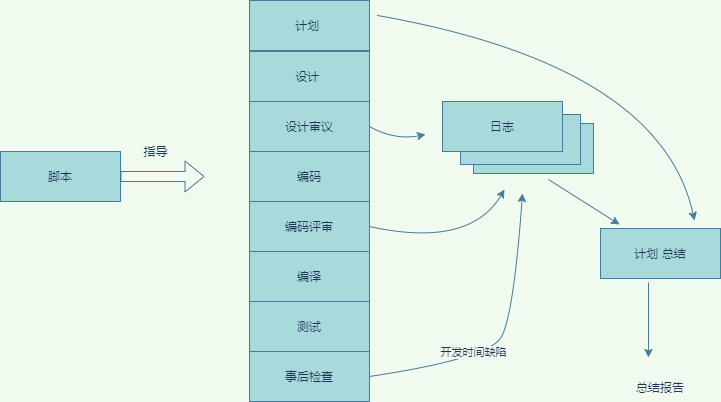 计划
设计
设计审议
日志
指导
脚本
编码
编码评审
计划 总结
编译
测试
开发时间缺陷
事后检查
总结报告